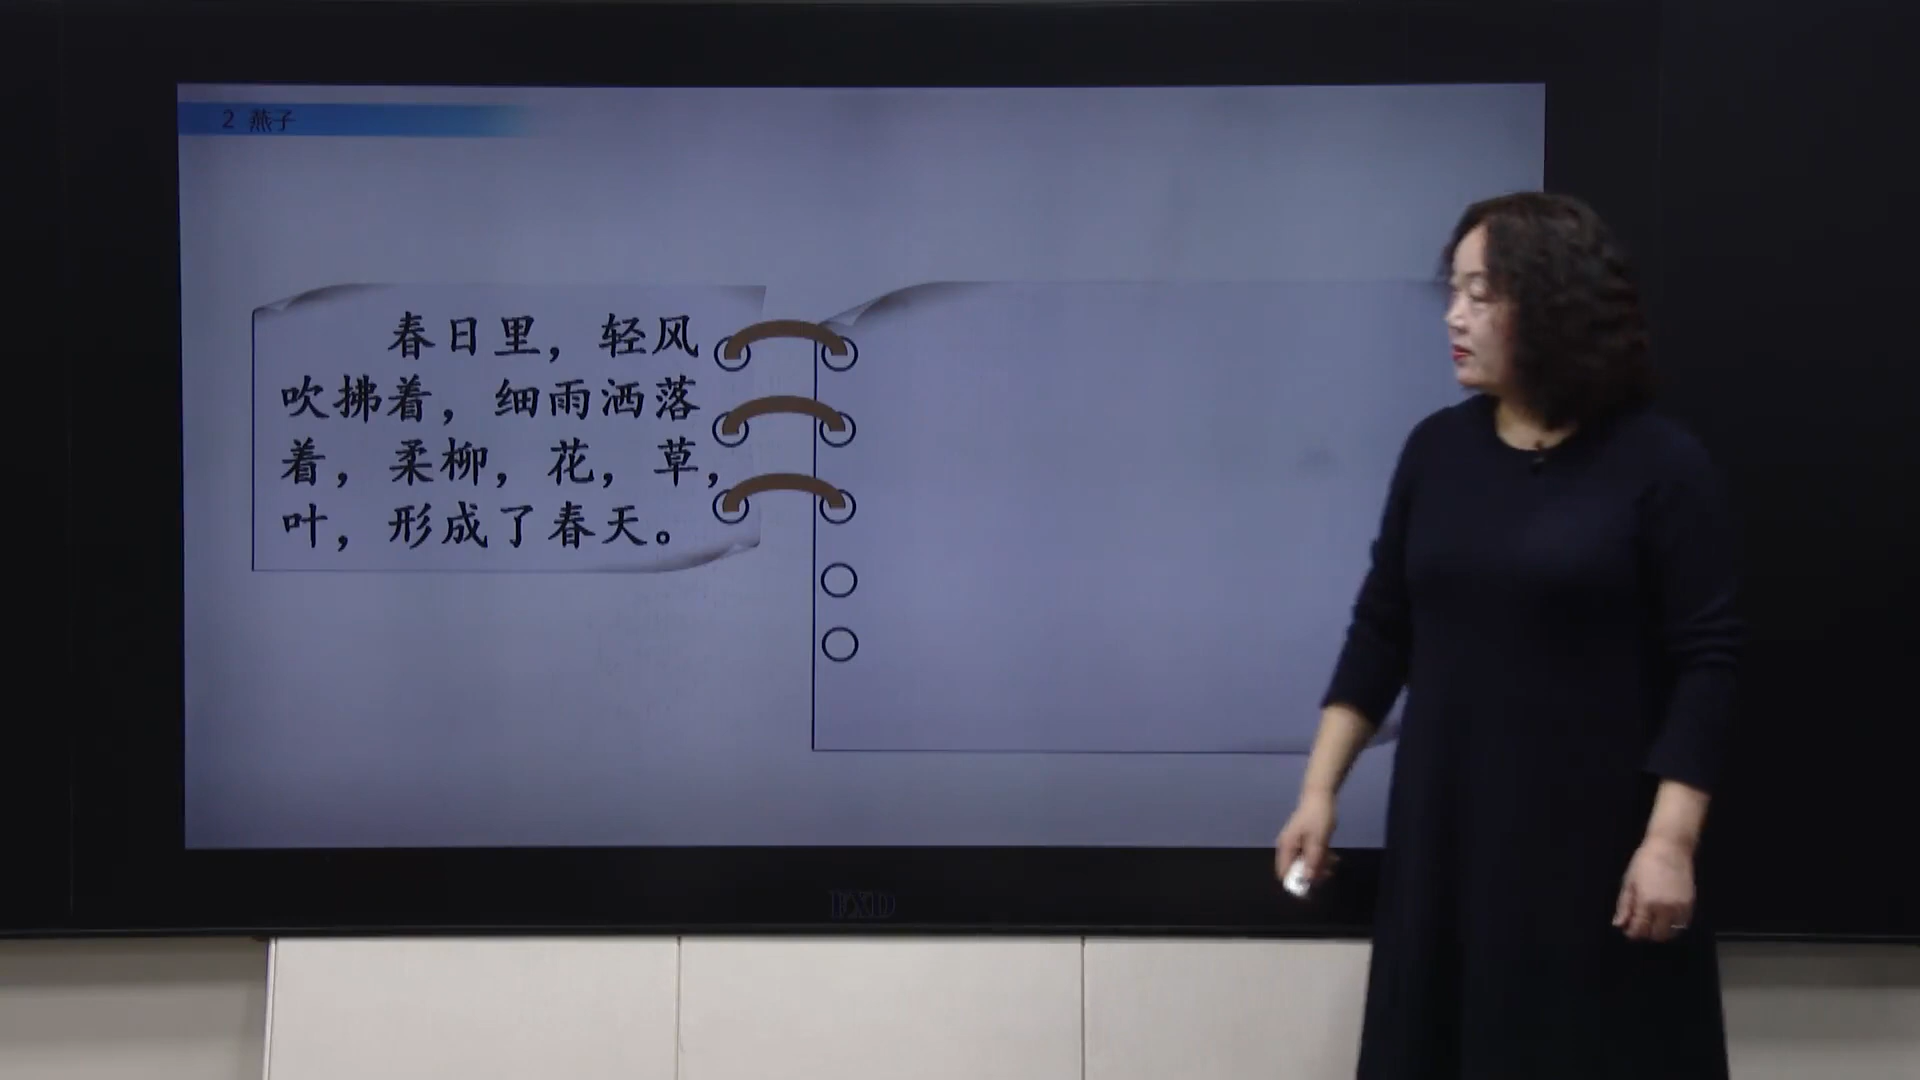 2 燕子
春日里，轻风
吹拂着，细雨洒落
着，柔柳，花，草，
叶，形成了春天。
FXD